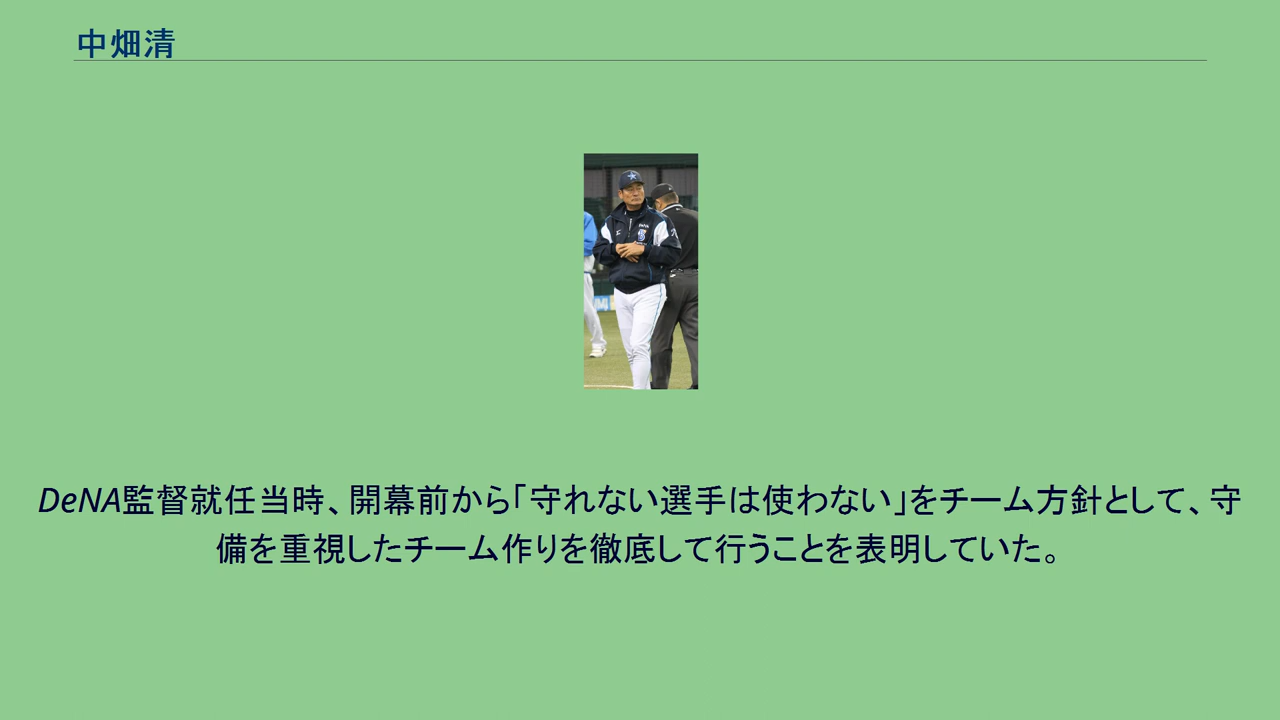 中畑清
DeNA監督就任当時、開幕前から「守れない選手は使わない」をチーム方針として、守
備を重視したチーム作りを徹底して行うことを表明していた。